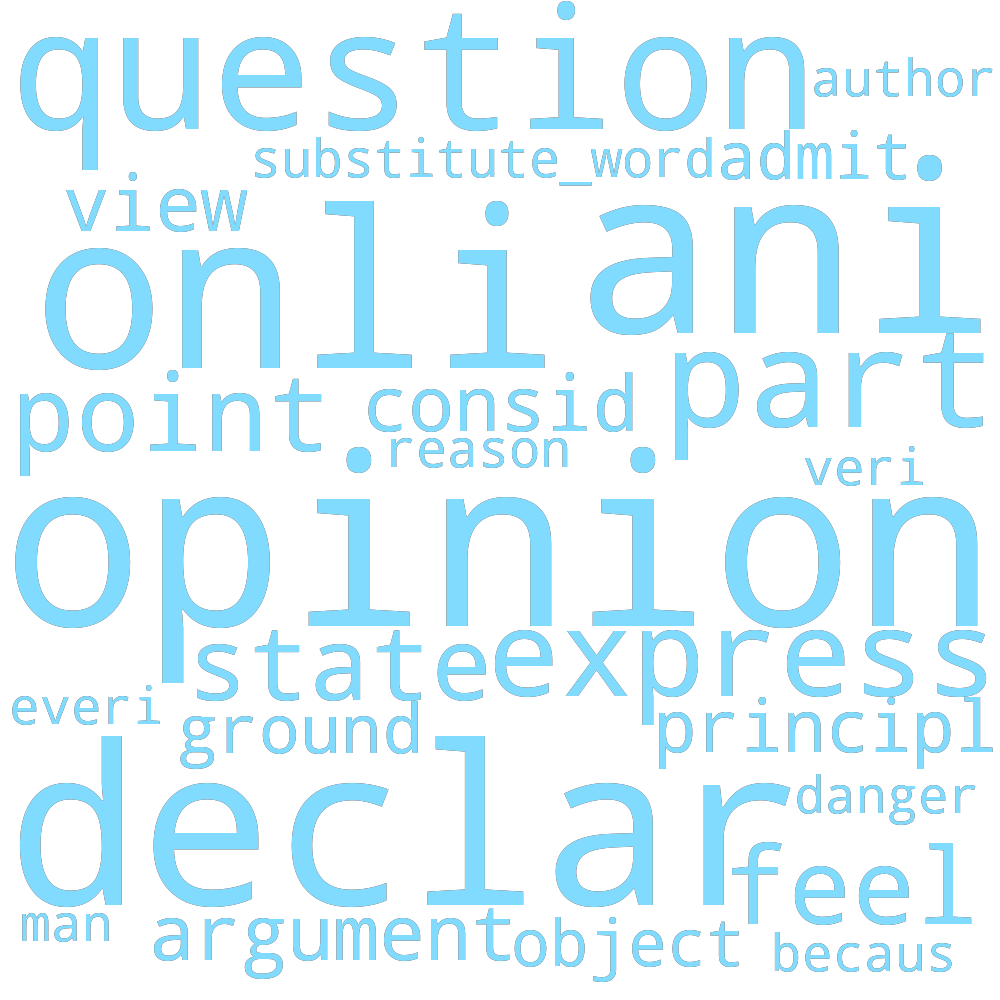 question
author
substitute_word admit
view
onli ani
point consid part
reason
veri
opinion
state express
everi
ground principl
declar
danger
feel
man argument object becaus